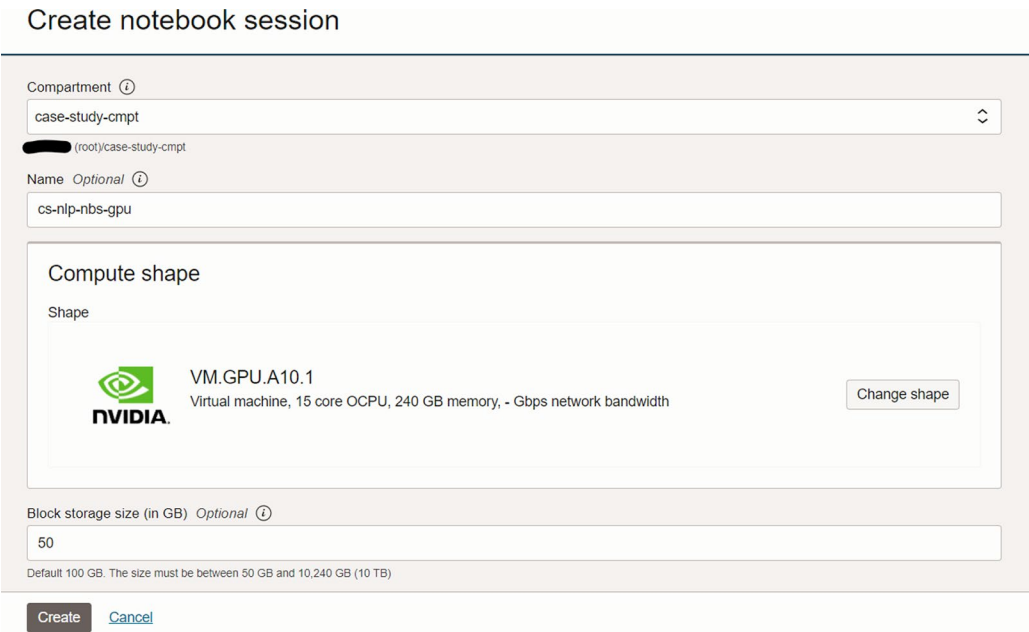 Create notebook session
Compartment
case-study-cmpt
(root)/case-study-cmpt
Name Optional
cs-nlp-nbs-gpu
Compute shape
Shape
NVIDIA.
VM.GPU.A10.1
Virtual machine, 15 core OCPU, 240 GB memory, - Gbps network bandwidth
Change shape
Block storage size (in GB) Optional
50
Default 100 GB. The size must be between 50 GB and 10,240 GB (10 TB)
Create Cancel